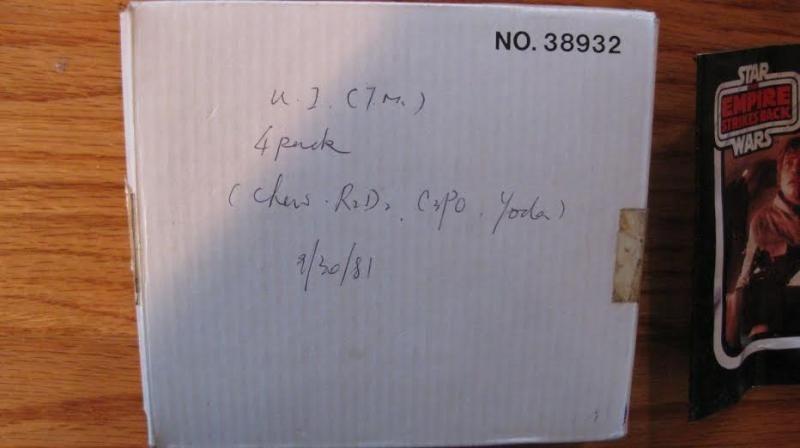 NO. 38932
4 pack
(Chew. R2D2, C3PO. Yoda)
9/30/81
STAR
THE
EMPIRE
STRIKES BACK
WARS